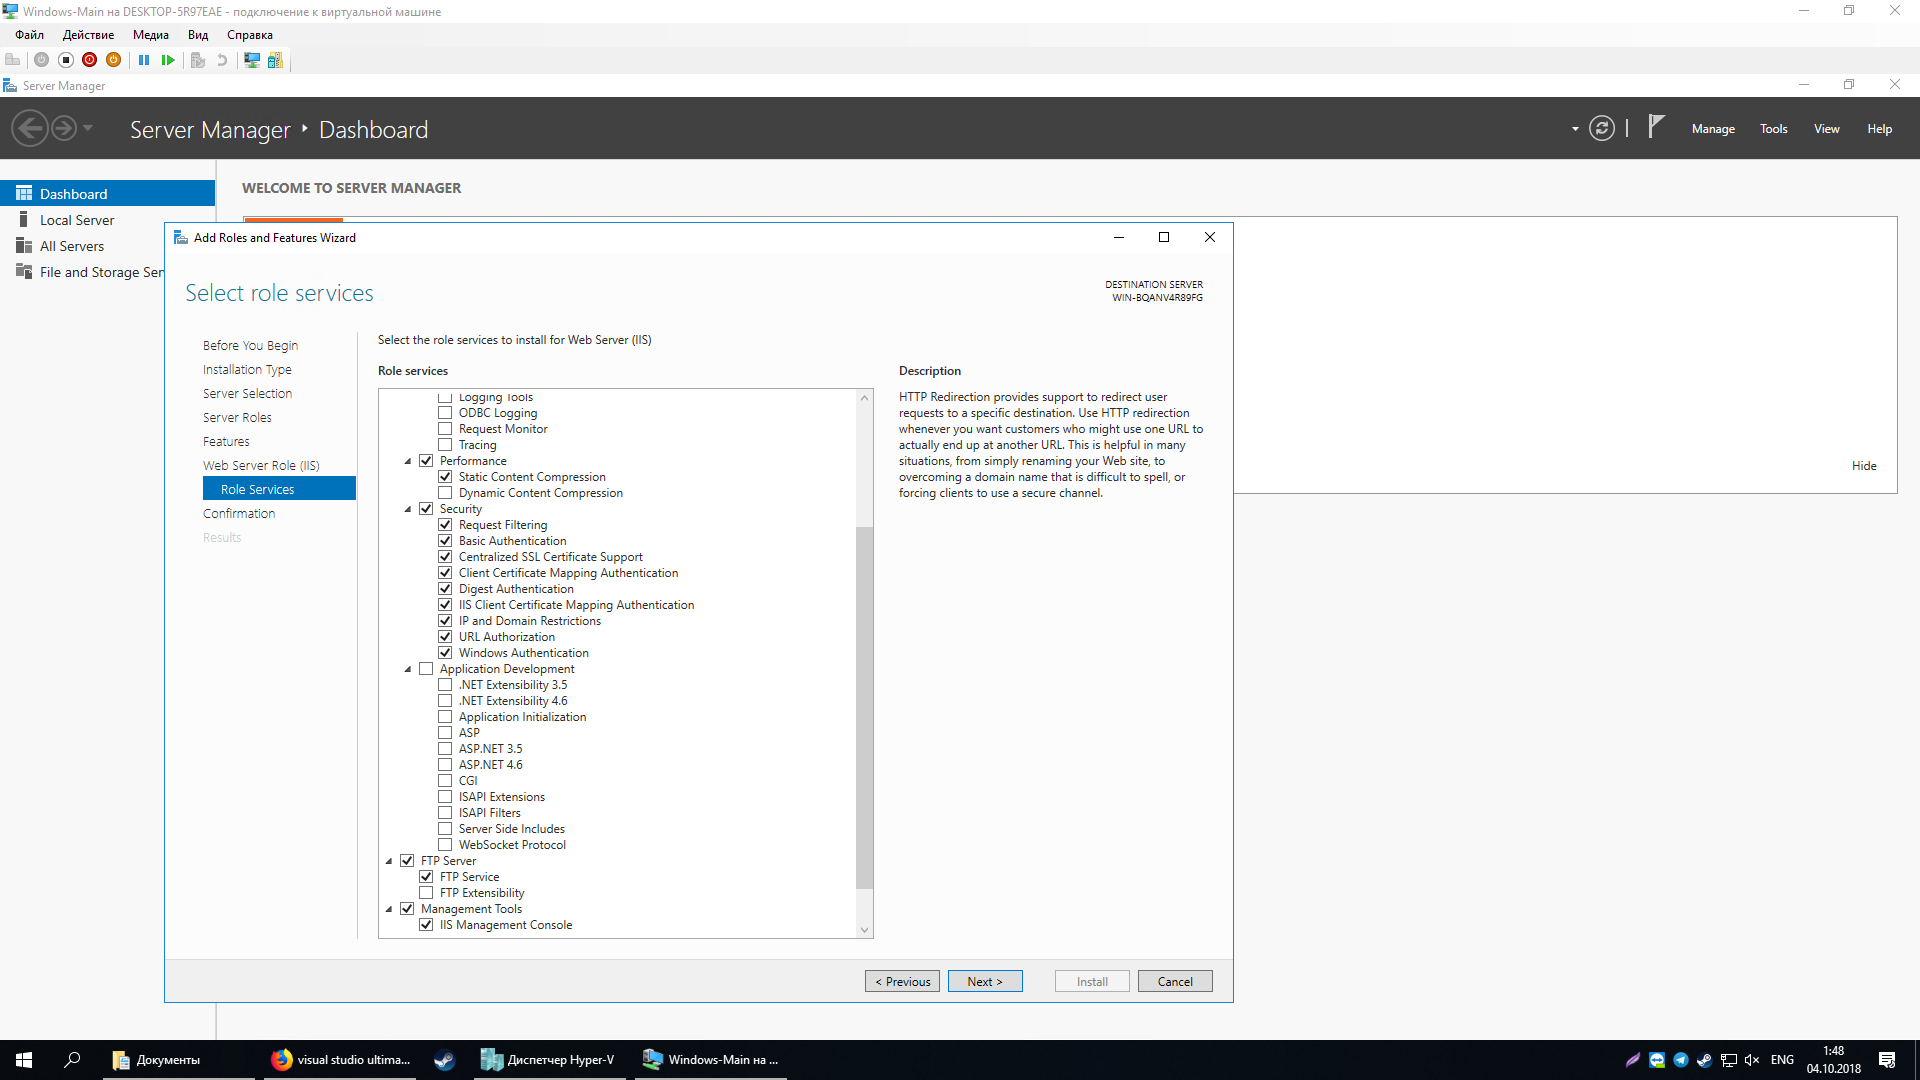 Windows-Main на DESKTOP-5R97EAE - подключение к виртуальной машине
Файл Действие Медиа Вид Справка
Server Manager
Server Manager Dashboard
Manage Tools View Help
Dashboard
Local Server
All Servers
File and Storage Ser
WELCOME TO SERVER MANAGER
Hide
Add Roles and Features Wizard
Select role services
DESTINATION SERVER
WIN-BQANV4R89FG
Before You Begin
Installation Type
Server Selection
Server Roles
Features
Web Server Role (IIS)
Role Services
Confirmation
Results
Select the role services to install for Web Server (IIS)
Role services
Logging Tools
ODBC Logging
Request Monitor
Tracing
Performance
Static Content Compression
Dynamic Content Compression
Security
Request Filtering
Basic Authentication
Centralized SSL Certificate Support
Client Certificate Mapping Authentication
Digest Authentication
IIS Client Certificate Mapping Authentication
IP and Domain Restrictions
URL Authorization
Windows Authentication
Application Development
.NET Extensibility 3.5
.NET Extensibility 4.6
Application Initialization
ASP
ASP.NET 3.5
ASP.NET 4.6
CGI
ISAPI Extensions
ISAPI Filters
Server Side Includes
WebSocket Protocol
FTP Server
FTP Service
FTP Extensibility
Management Tools
IIS Management Console
Description
HTTP Redirection provides support to redirect user
requests to a specific destination. Use HTTP redirection
whenever you want customers who might use one URL to
actually end up at another URL. This is helpful in many
situations, from simply renaming your Web site, to
overcoming a domain name that is difficult to spell, or
forcing clients to use a secure channel.
< Previous Next > Install Cancel
Документы visual studio ultima... Диспетчер Hyper-V Windows-Main на ... ENG 1:48
04.10.2018